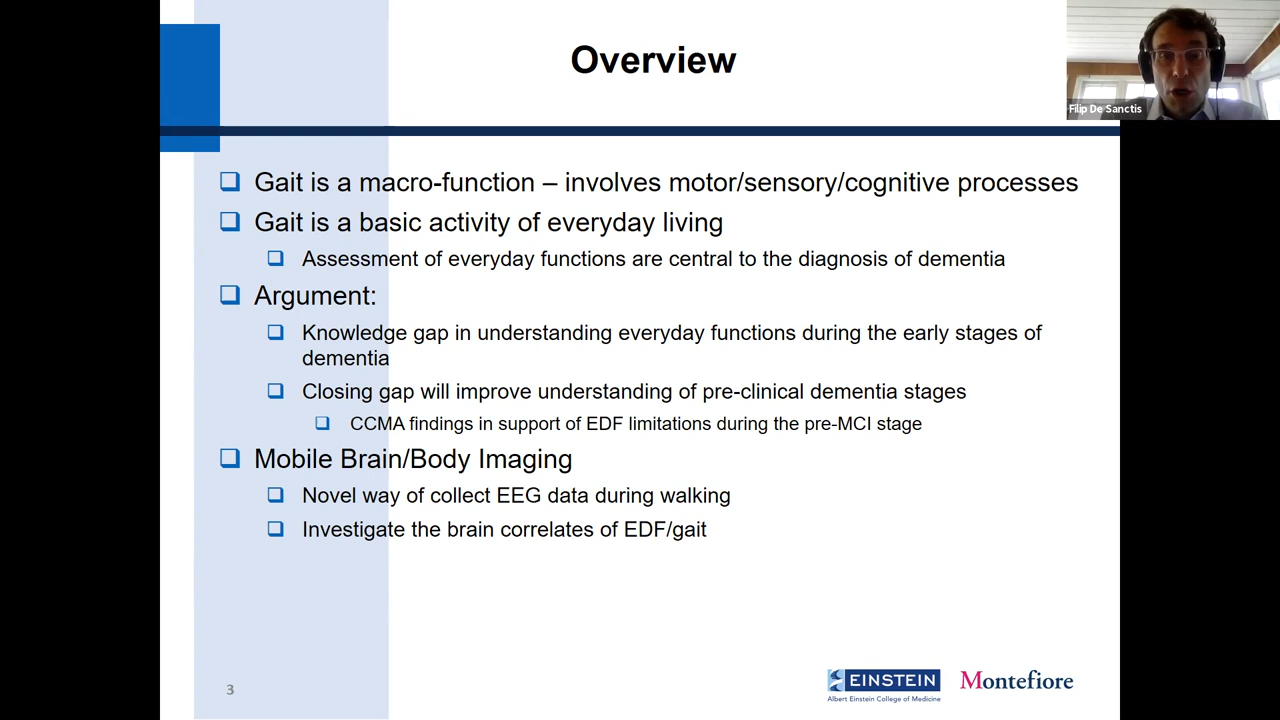 Overview
Filip De Sanctis
Gait is a macro-function – involves motor/sensory/cognitive processes
Gait is a basic activity of everyday living
Assessment of everyday functions are central to the diagnosis of dementia
Argument:
Knowledge gap in understanding everyday functions during the early stages of
dementia
Closing gap will improve understanding of pre-clinical dementia stages
CCMA findings in support of EDF limitations during the pre-MCI stage
Mobile Brain/Body Imaging
Novel way of collect EEG data during walking
Investigate the brain correlates of EDF/gait
3
EINSTEIN
Albert Einstein College of Medicine
Montefiore